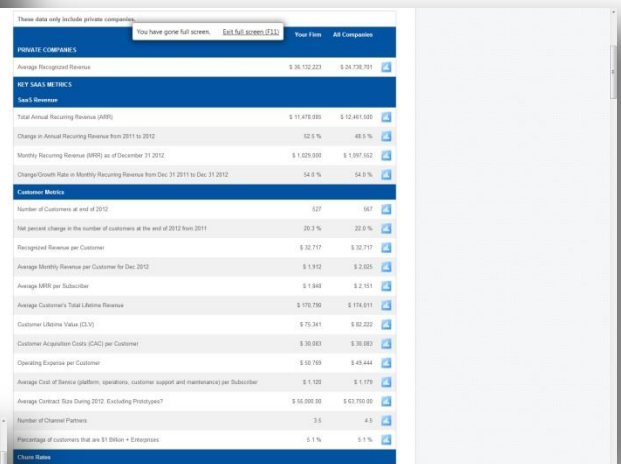 These data only include private companies.
You have gone full screen. Exit full screen (F11)
Your Firm All Companies
PRIVATE COMPANIES
Average Recognized Revenue $ 36,132,223 $ 24,736,701
KEY SAAS METRICS
SaaS Revenue
Total Annual Recurring Revenue (ARR) $ 11,478,000 $ 12,461,500
Change in Annual Recurring Revenue from 2011 to 2012 52.5 % 48.5 %
Monthly Recurring Revenue (MRR) as of December 31 2012 $ 1,029,000 $ 1,097,552
Change/Growth Rate in Monthly Recurring Revenue from Dec 31 2011 to Dec 31 2012 54.0 % 54.0 %
Customer Metrics
Number of Customers at end of 2012 527 567
Net percent change in the number of customers at the end of 2012 from 2011 20.3 % 22.0 %
Recognized Revenue per Customer $ 32,717 $ 32,717
Average Monthly Revenue per Customer for Dec 2012 $ 1,912 $ 2,025
Average MRR per Subscriber $ 1,948 $ 2,151
Average Customer's Total Lifetime Revenue $ 170,790 $ 174,011
Customer Lifetime Value (CLV) $ 75,341 $ 82,222
Customer Acquisition Costs (CAC) per Customer $ 30,083 $ 30,083
Operating Expense per Customer $ 50,789 $ 49,444
Average Cost of Service (platform, operations, customer support and maintenance) per Subscriber $ 1,120 $ 1,179
Average Contract Size During 2012, Excluding Prototypes? $ 56,000.00 $ 63,750.00
Number of Channel Partners 3.5 4.5
Percentage of customers that are $1 Billion + Enterprises 5.1 % 5.1 %
Churn Rates